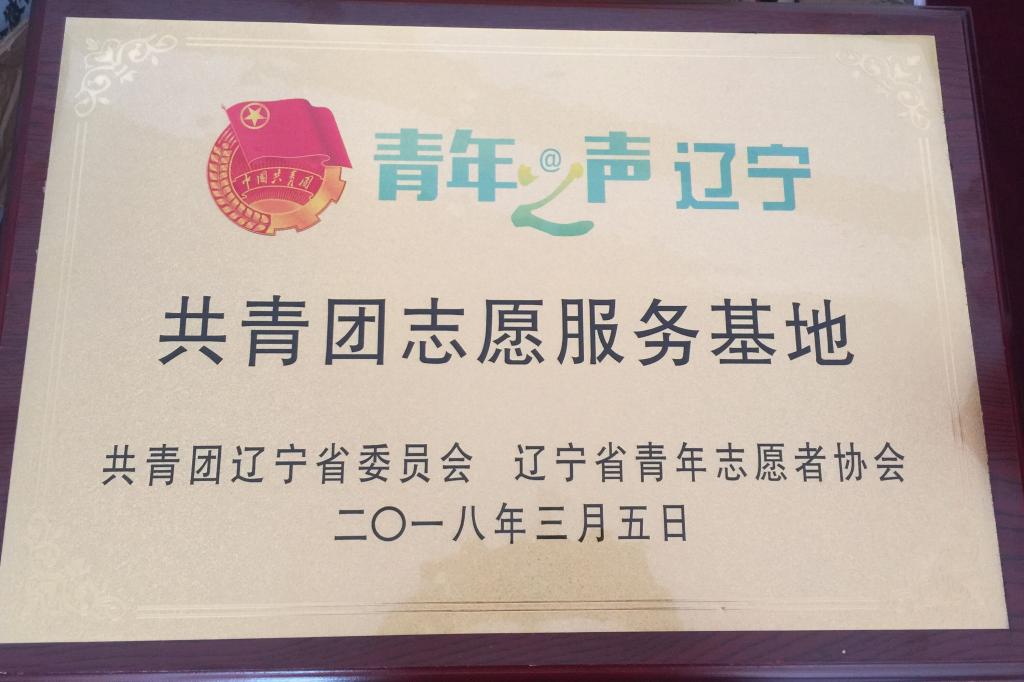 中国共青团
青年之声 辽宁
@
共青团志愿服务基地
共青团辽宁省委员会 辽宁省青年志愿者协会
二〇一八年三月五日